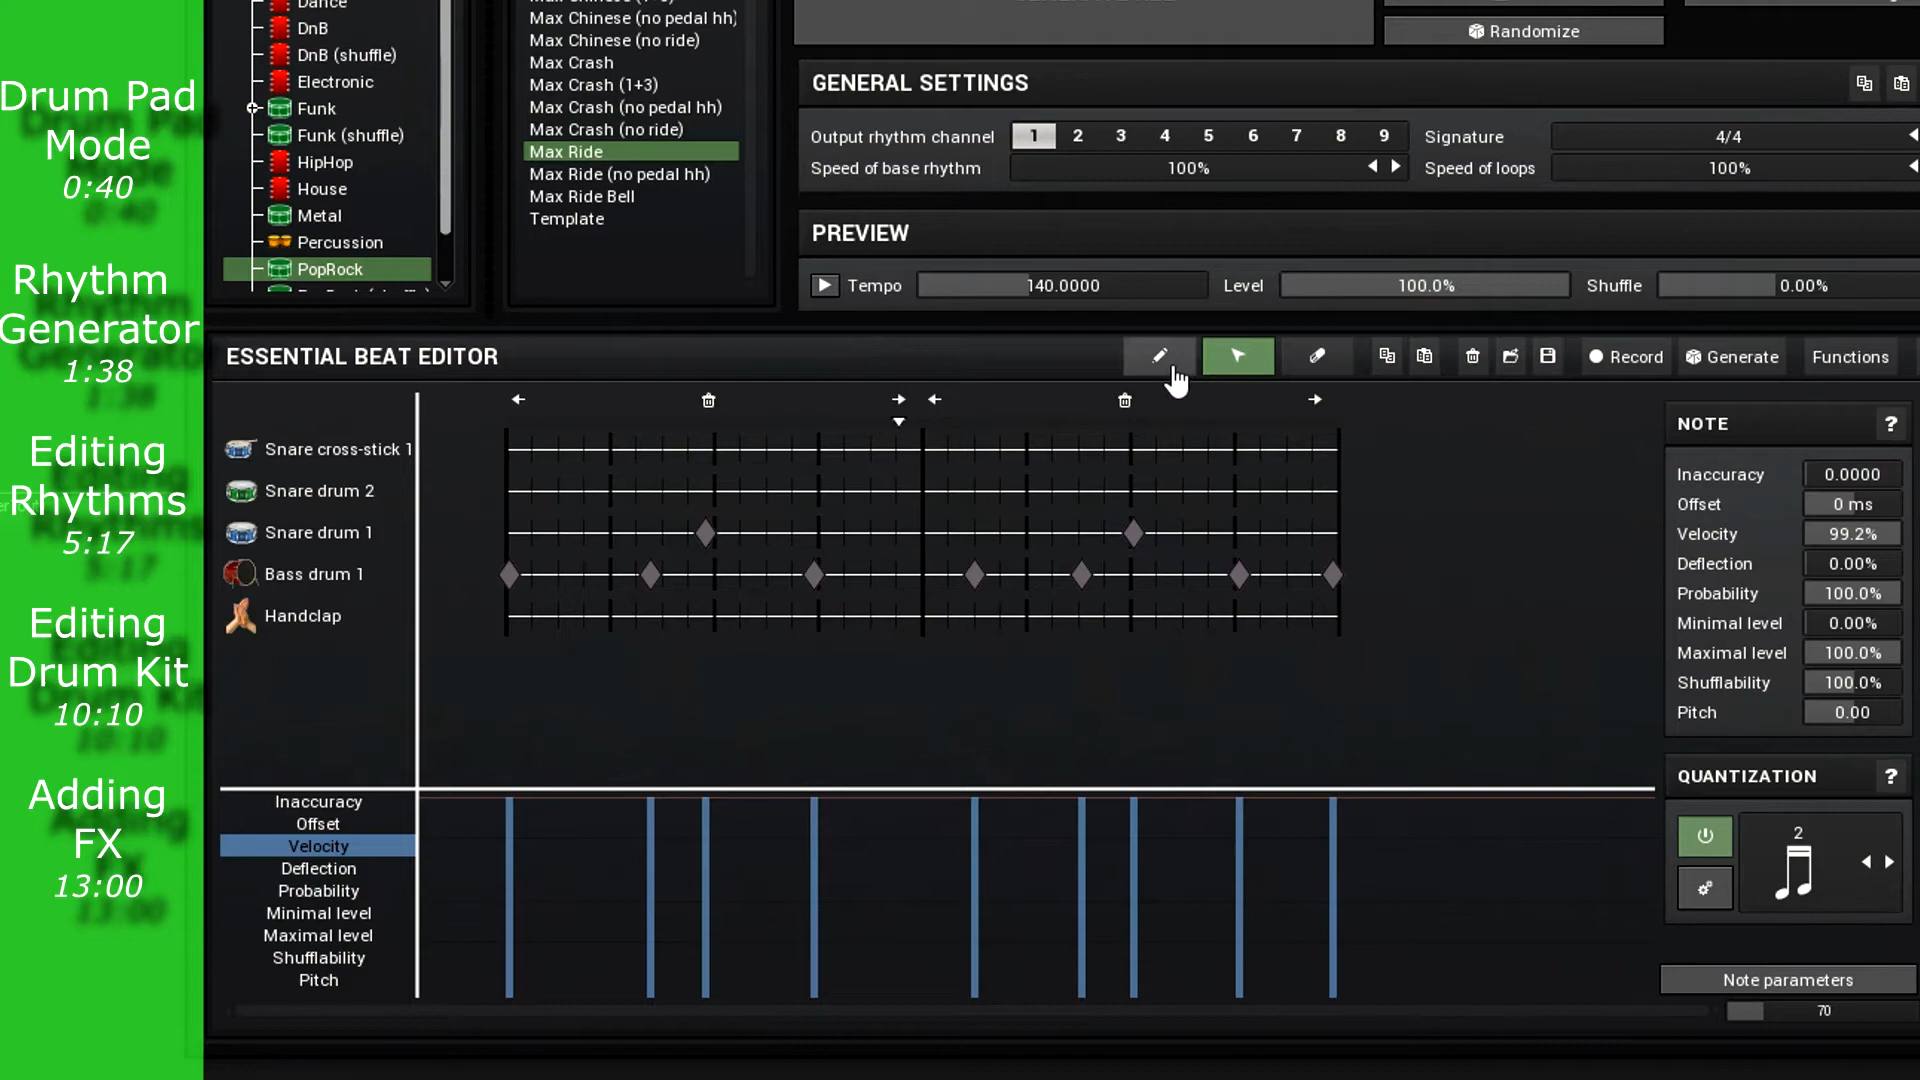 Drum Pad
Mode
0:40
Rhythm
Generator
1:38
Editing
Rhythms
5:17
Editing
Drum Kit
10:10
Adding
FX
13:00
Dance
DnB
DnB (shuffle)
Electronic
Funk
Funk (shuffle)
HipHop
House
Metal
Percussion
PopRock
Max Chinese (no pedal hh)
Max Chinese (no ride)
Max Crash
Max Crash (1+3)
Max Crash (no pedal hh)
Max Crash (no ride)
Max Ride
Max Ride (no pedal hh)
Max Ride Bell
Template
Randomize
GENERAL SETTINGS
Output rhythm channel 1 2 3 4 5 6 7 8 9 Signature 4/4
Speed of base rhythm 100% Speed of loops 100%
PREVIEW
Tempo 140.0000 Level 100.0% Shuffle 0.00%
ESSENTIAL BEAT EDITOR Record Generate Functions
Snare cross-stick 1
Snare drum 2
Snare drum 1
Bass drum 1
Handclap
Inaccuracy
Offset
Velocity
Deflection
Probability
Minimal level
Maximal level
Shufflability
Pitch
NOTE ?
Inaccuracy 0.0000
Offset 0 ms
Velocity 99.2%
Deflection 0.00%
Probability 100.0%
Minimal level 0.00%
Maximal level 100.0%
Shufflability 100.0%
Pitch 0.00
QUANTIZATION ?
2
Note parameters
70